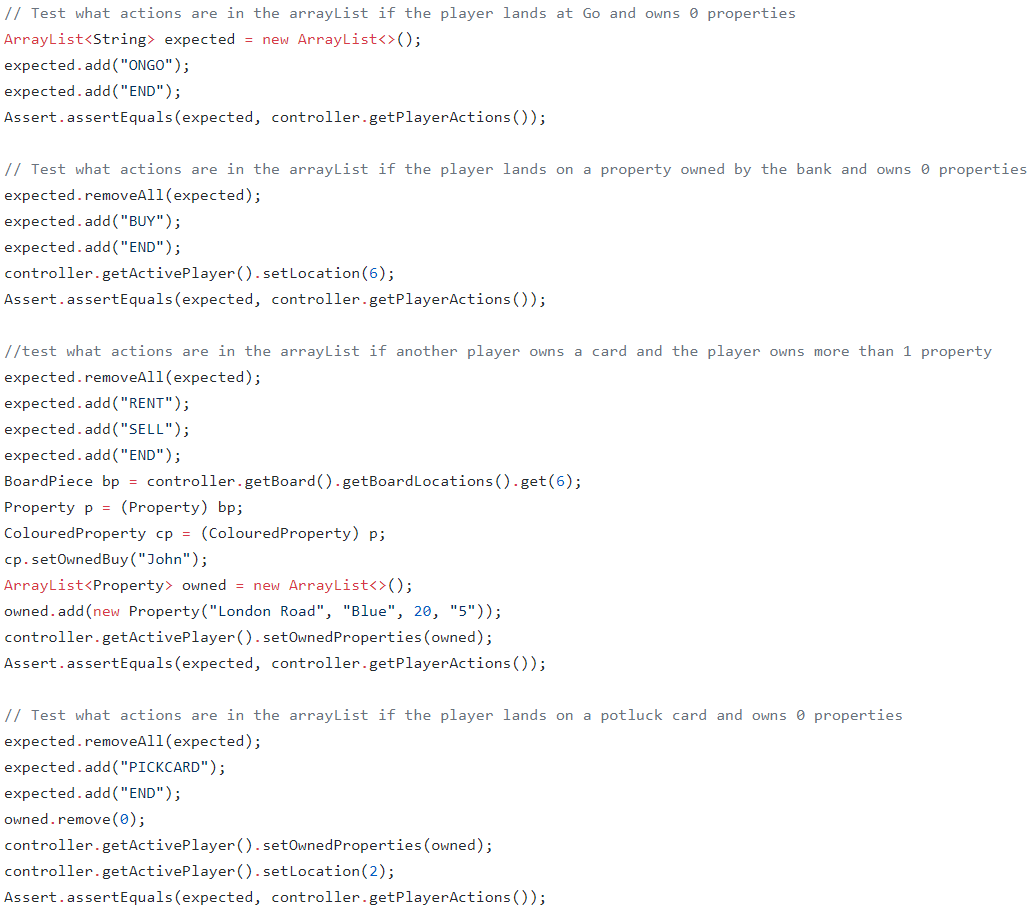 // Test what actions are in the arrayList if the player lands at Go and owns 0 properties
ArrayList<String> expected = new ArrayList<>();
expected.add("ONGO");
expected.add("END");
Assert.assertEquals(expected, controller.getPlayerActions());
// Test what actions are in the arrayList if the player lands on a property owned by the bank and owns 0 properties
expected.removeAll(expected);
expected.add("BUY");
expected.add("END");
controller.getActivePlayer().setLocation(6);
Assert.assertEquals(expected, controller.getPlayerActions());
//test what actions are in the arrayList if another player owns a card and the player owns more than 1 property
expected.removeAll(expected);
expected.add("RENT");
expected.add("SELL");
expected.add("END");
BoardPiece bp = controller.getBoard().getBoardLocations().get(6);
Property p = (Property) bp;
ColouredProperty cp = (ColouredProperty) p;
cp.setOwnedBuy("John");
ArrayList<Property> owned = new ArrayList<>();
owned.add(new Property("London Road", "Blue", 20, "5"));
controller.getActivePlayer().setOwnedProperties(owned);
Assert.assertEquals(expected, controller.getPlayerActions());
// Test what actions are in the arrayList if the player lands on a potluck card and owns 0 properties
expected.removeAll(expected);
expected.add("PICKCARD");
expected.add("END");
owned.remove(0);
controller.getActivePlayer().setOwnedProperties(owned);
controller.getActivePlayer().setLocation(2);
Assert.assertEquals(expected, controller.getPlayerActions());